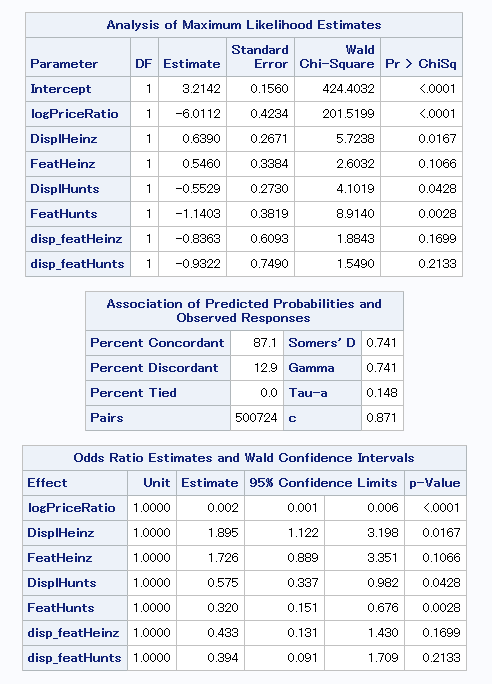 Analysis of Maximum Likelihood Estimates
Parameter DF Estimate Standard Error Wald Chi-Square Pr > ChiSq
Intercept 1 3.2142 0.1560 424.4032 <.0001
logPriceRatio 1 -6.0112 0.4234 201.5199 <.0001
DisplHeinz 1 0.6390 0.2671 5.7238 0.0167
FeatHeinz 1 0.5460 0.3384 2.6032 0.1066
DisplHunts 1 -0.5529 0.2730 4.1019 0.0428
FeatHunts 1 -1.1403 0.3819 8.9140 0.0028
disp_featHeinz 1 -0.8363 0.6093 1.8843 0.1699
disp_featHunts 1 -0.9322 0.7490 1.5490 0.2133
Association of Predicted Probabilities and
Observed Responses
Percent Concordant 87.1 Somers' D 0.741
Percent Discordant 12.9 Gamma 0.741
Percent Tied 0.0 Tau-a 0.148
Pairs 500724 c 0.871
Odds Ratio Estimates and Wald Confidence Intervals
Effect Unit Estimate 95% Confidence Limits p-Value
logPriceRatio 1.0000 0.002 0.001 0.006 <.0001
DisplHeinz 1.0000 1.895 1.122 3.198 0.0167
FeatHeinz 1.0000 1.726 0.889 3.351 0.1066
DisplHunts 1.0000 0.575 0.337 0.982 0.0428
FeatHunts 1.0000 0.320 0.151 0.676 0.0028
disp_featHeinz 1.0000 0.433 0.131 1.430 0.1699
disp_featHunts 1.0000 0.394 0.091 1.709 0.2133